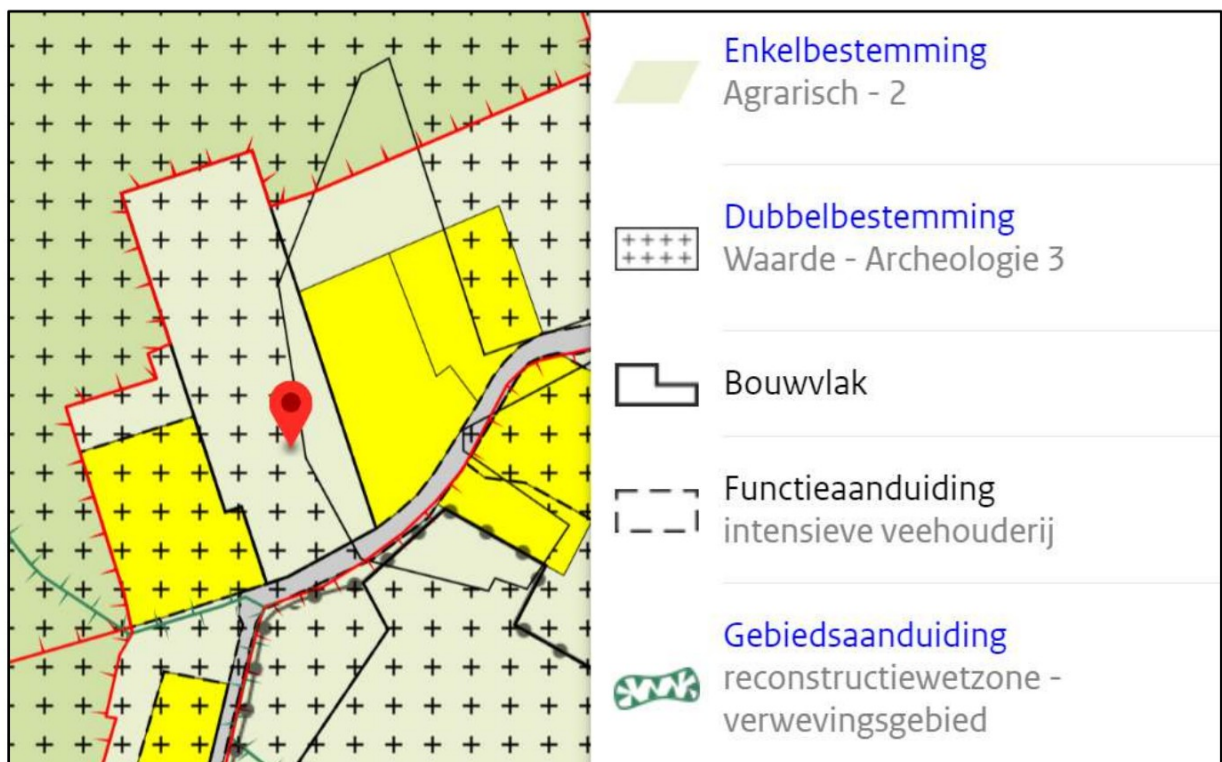 Enkelbestemming
Agrarisch - 2
Dubbelbestemming
Waarde - Archeologie 3
Bouwvlak
Functieaanduiding
intensieve veehouderij
Gebiedsaanduiding
reconstructiewetzone -
verwevingsgebied